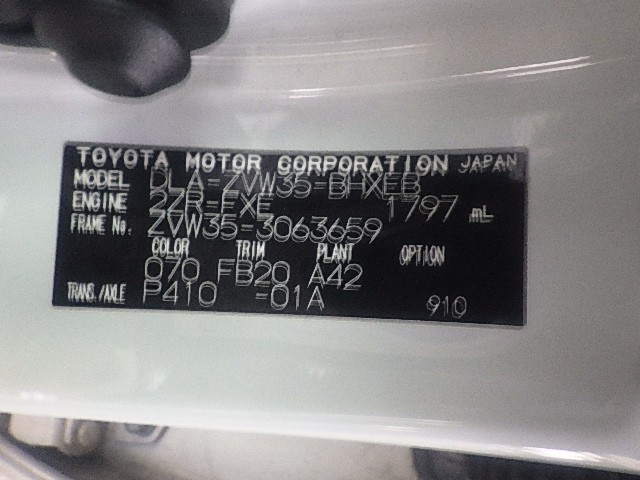 TOYOTA MOTOR CORPORATION JAPAN
MODEL DLA-ZVW35-BHXEB
ENGINE 2ZR-FXE 1797 mL
FRAME No. ZVW35-3063659
COLOR TRIM PLANT OPTION
070 FB20 A42
TRANS./AXLE P410 -01A 910